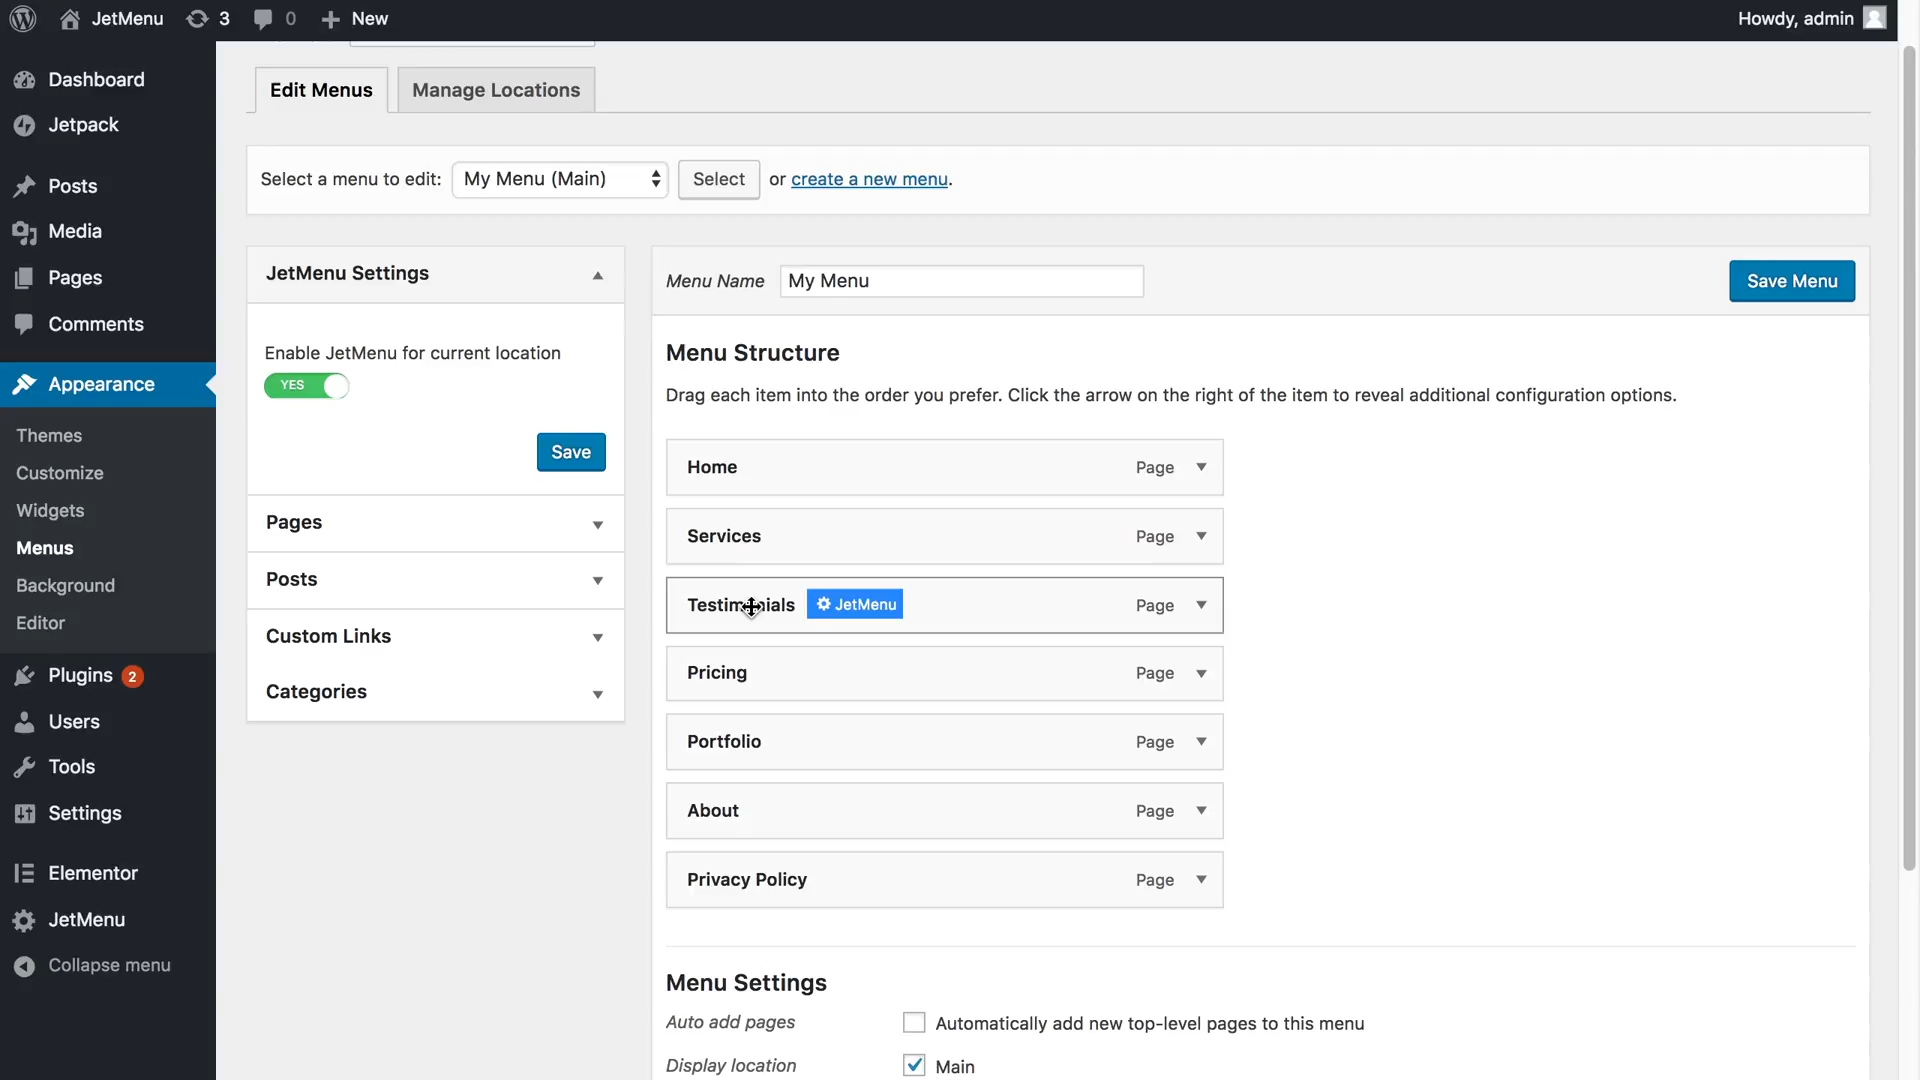 JetMenu 3 0 New Howdy, admin
Dashboard
Jetpack
Posts
Media
Pages
Comments
Appearance
Themes
Customize
Widgets
Menus
Background
Editor
Plugins 2
Users
Tools
Settings
Elementor
JetMenu
Collapse menu
Edit Menus Manage Locations
Select a menu to edit: My Menu (Main) Select or create a new menu.
JetMenu Settings
Enable JetMenu for current location
YES
Save
Pages
Posts
Custom Links
Categories
Menu Name My Menu Save Menu
Menu Structure
Drag each item into the order you prefer. Click the arrow on the right of the item to reveal additional configuration options.
Home Page
Services Page
Testimonials JetMenu Page
Pricing Page
Portfolio Page
About Page
Privacy Policy Page
Menu Settings
Auto add pages Automatically add new top-level pages to this menu
Display location Main